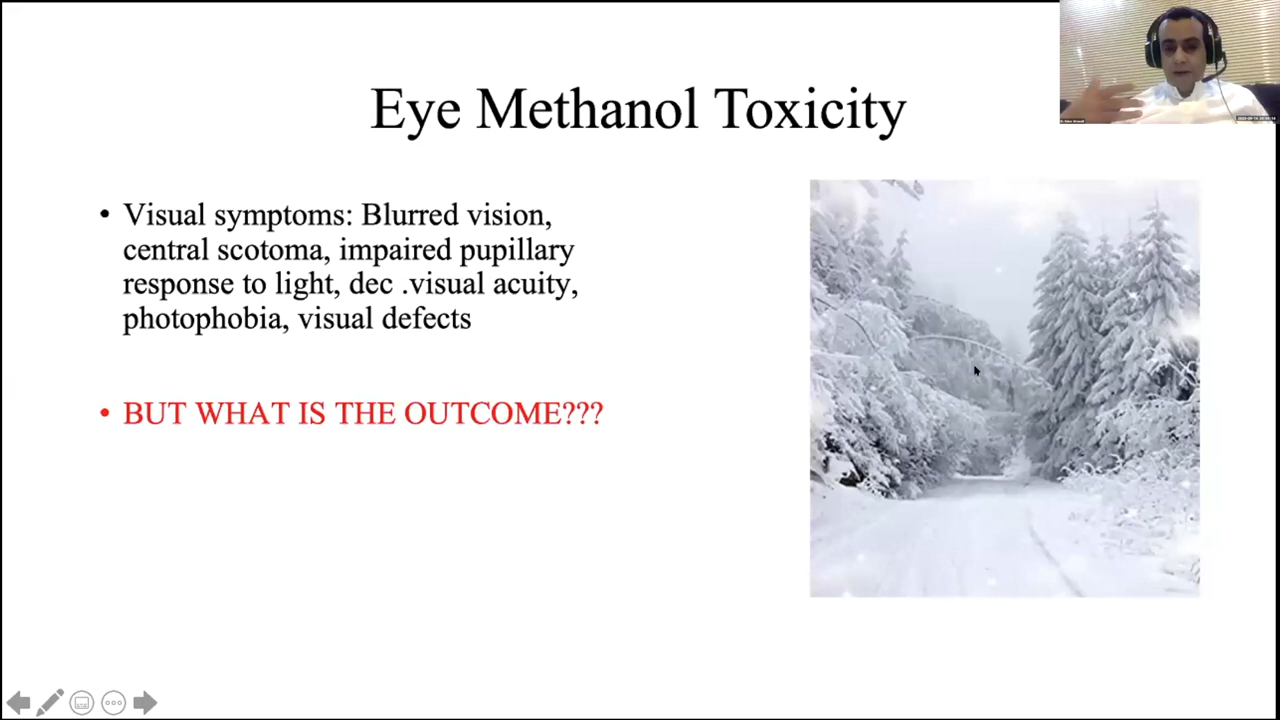 Eye Methanol Toxicity
• Visual symptoms: Blurred vision,
central scotoma, impaired pupillary
response to light, dec .visual acuity,
photophobia, visual defects
• BUT WHAT IS THE OUTCOME???